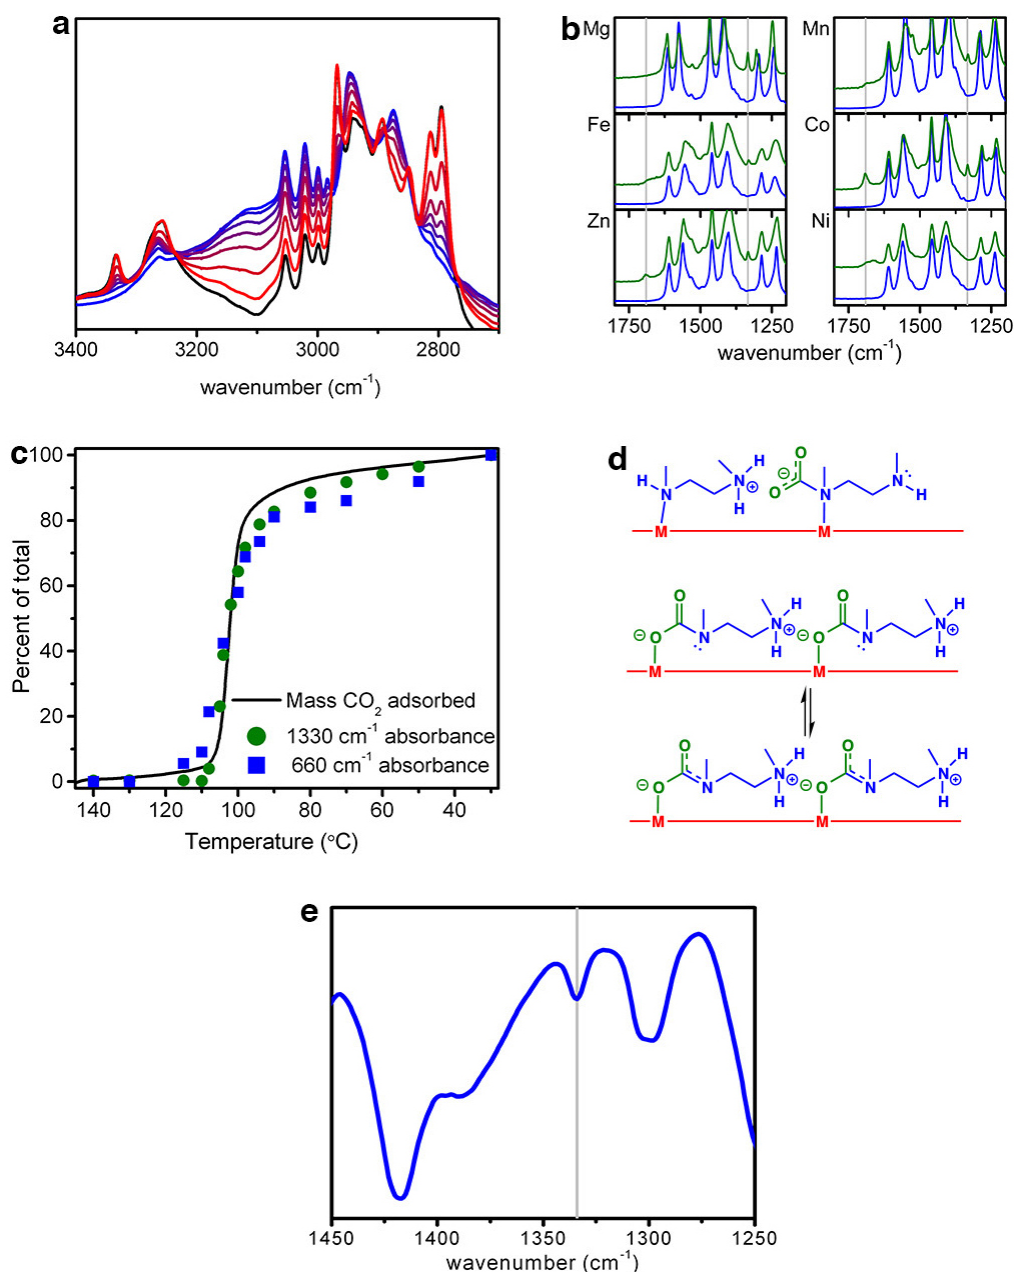 a
3400 3200 3000 2800
wavenumber (cm⁻¹)
b
Mg Mn
Fe Co
Zn Ni
1750 1500 1250 1750 1500 1250
wavenumber (cm⁻¹)
c
100
80
60
40
20
0
Percent of total
Mass CO₂ adsorbed
1330 cm⁻¹ absorbance
660 cm⁻¹ absorbance
140 120 100 80 60 40
Temperature (°C)
d
H H N N H ⊕ M
O ⊖ O N N H M
O ⊖ O N N H H ⊕ M
O ⊖ O N N H H ⊕ M
O ⊖ O N N H H ⊕ M
O ⊖ O N N H H ⊕ M
e
1450 1400 1350 1300 1250
wavenumber (cm⁻¹)